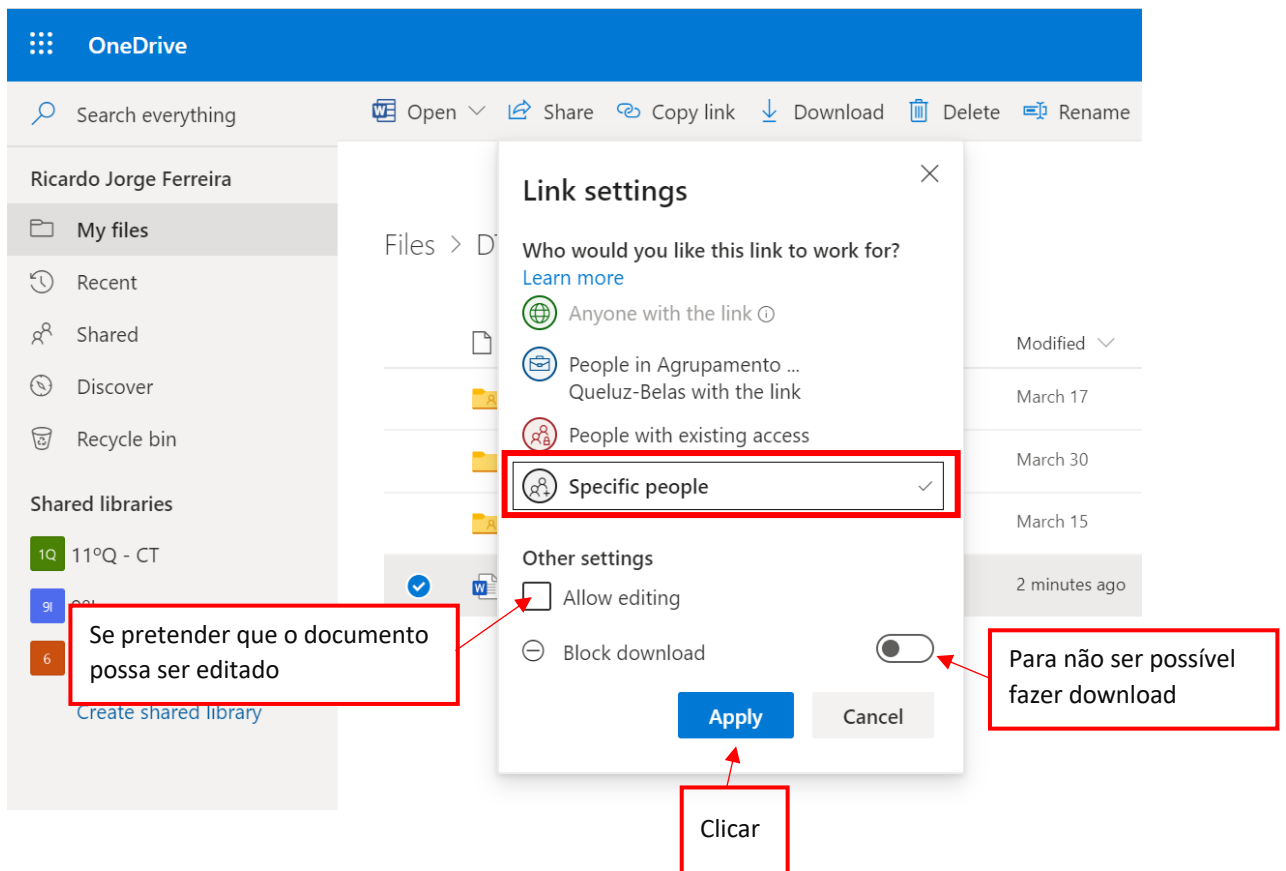 OneDrive
Search everything
Open
Share
Copy link
Download
Delete
Rename
Ricardo Jorge Ferreira
My files
Recent
Shared
Discover
Recycle bin
Shared libraries
1Q 11ºQ - CT
9I
6
Create shared library
Files >
Modified
March 17
March 30
March 15
2 minutes ago
Link settings
Who would you like this link to work for?
Learn more
Anyone with the link
People in Agrupamento ...
Queluz-Belas with the link
People with existing access
Specific people
Other settings
Allow editing
Block download
Apply
Cancel
Se pretender que o documento
possa ser editado
Para não ser possível
fazer download
Clicar